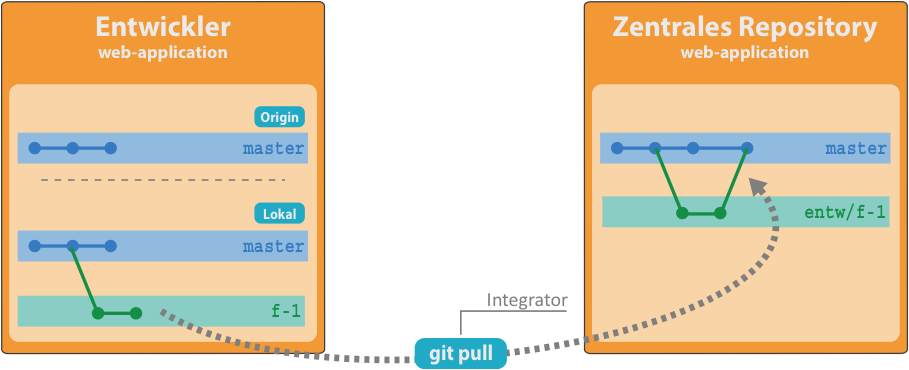 Entwickler
web-application
Origin
master
Lokal
master
f-1
Zentrales Repository
web-application
master
entw/f-1
Integrator
git pull